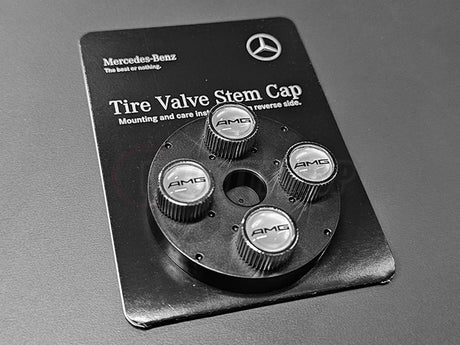 Mercedes-Benz
The best or nothing.
Tire Valve Stem Cap
Mounting and care inst reverse side.
AMG
AMG
AMG
AMG